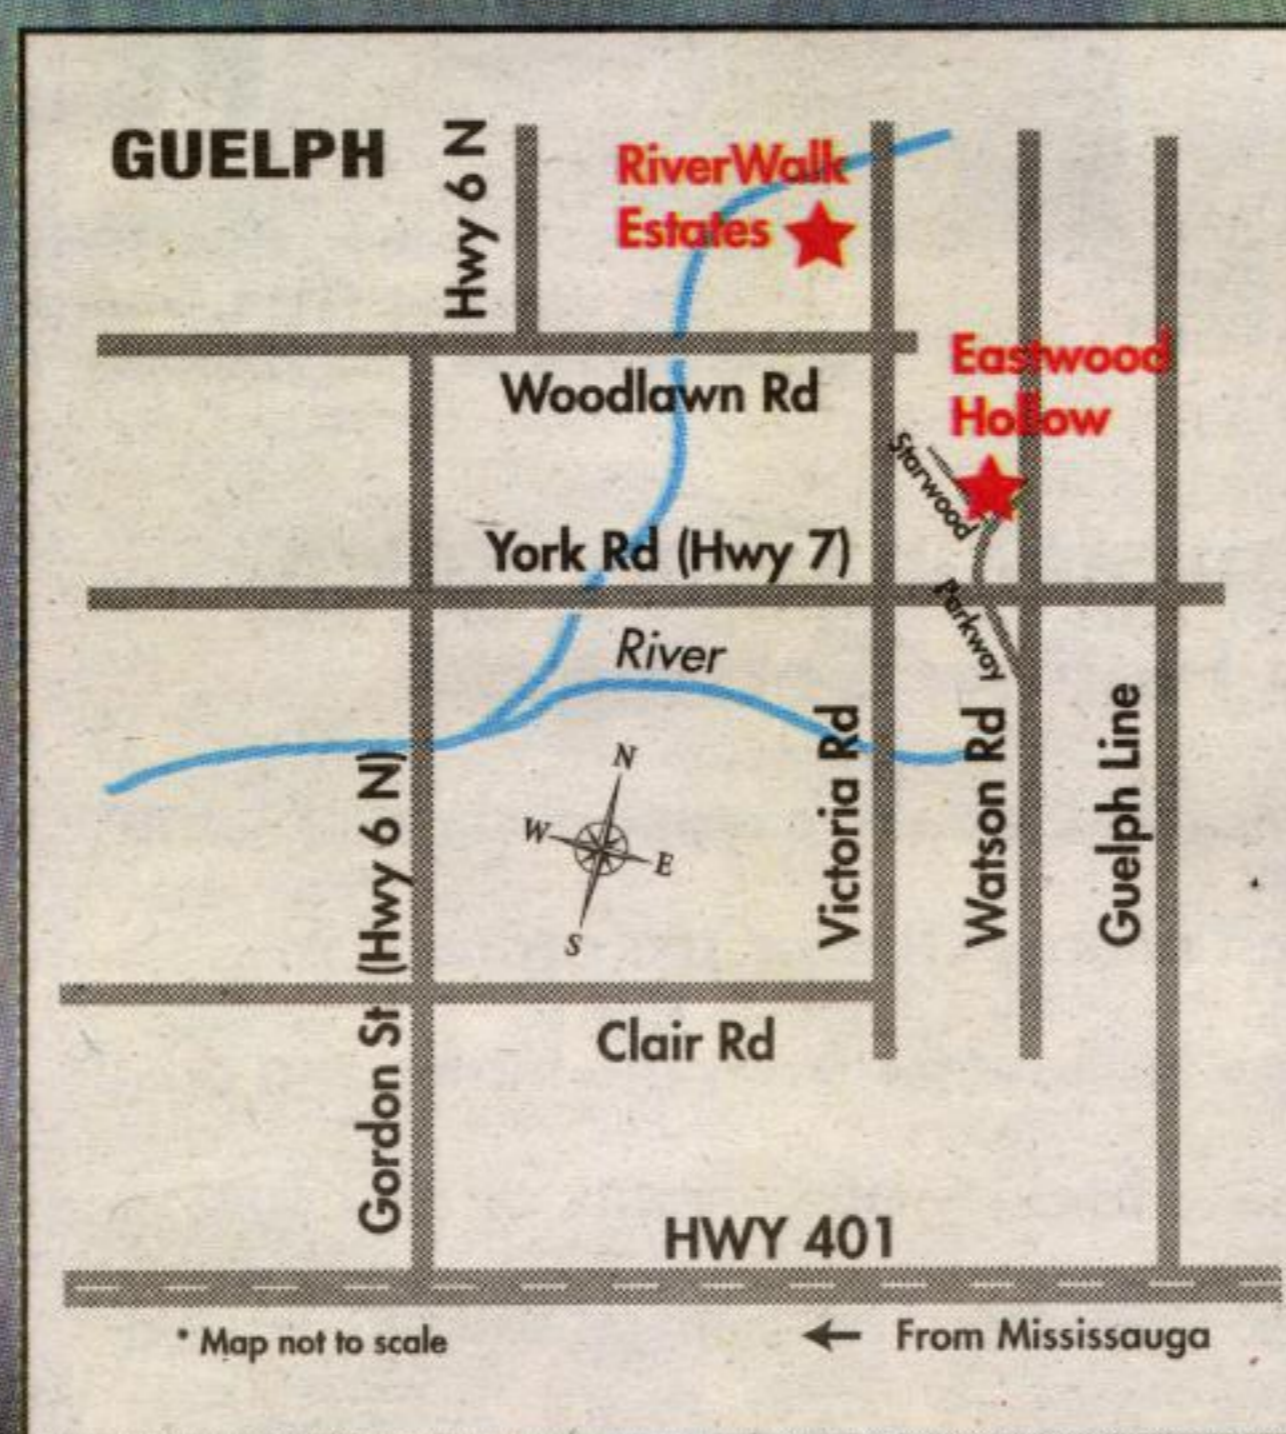 GUELPH
Hwy 6 N
RiverWalk
Estates
Eastwood
Hollow
Woodlawn Rd
Starwood
York Rd (Hwy 7)
Parkway
River
N
W
E
S
Gordon St (Hwy 6 N)
Victoria Rd
Watson Rd
Guelph Line
Clair Rd
HWY 401
* Map not to scale
← From Mississauga